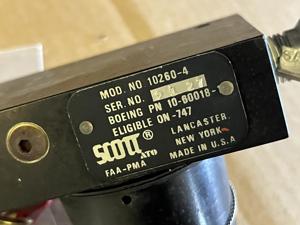 MOD. NO 10260-4
SER. NO.
BOEING PN 10-60018-
ELIGIBLE ON-747
SCOTT® ATO
LANCASTER,
NEW YORK
MADE IN U.S.A
FAA-PMA